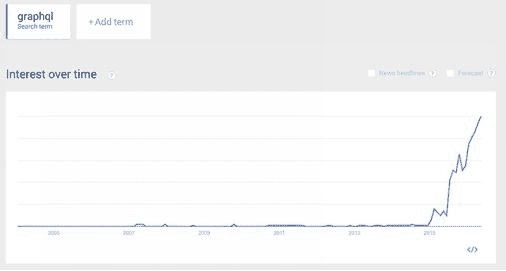 graphql
Search term
+Add term
Interest over time
?
News headlines ?
Forecast ?
2005 2007 2009 2011 2013 2015
</>